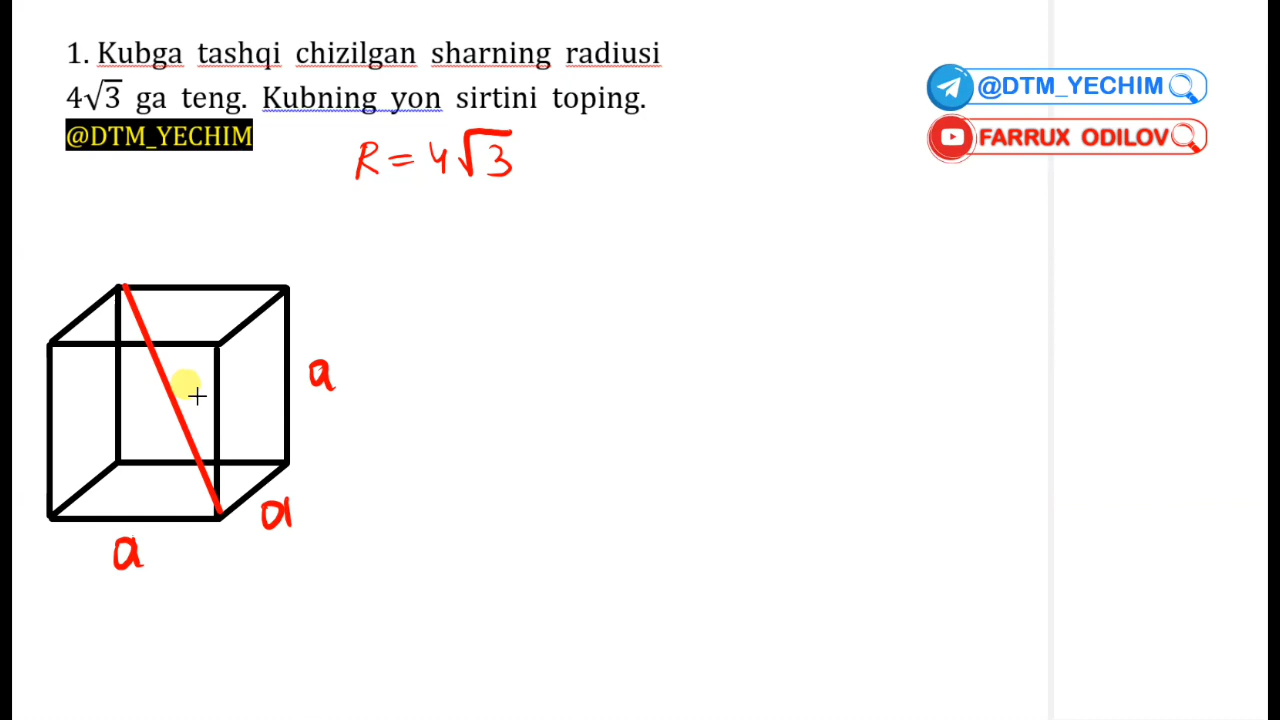 1. Kubga tashqi chizilgan sharning radiusi
4√3 ga teng. Kubning yon sirtini toping.
@DTM_YECHIM
R = 4√3
@DTM_YECHIM
FARRUX ODILOV
a
a
a